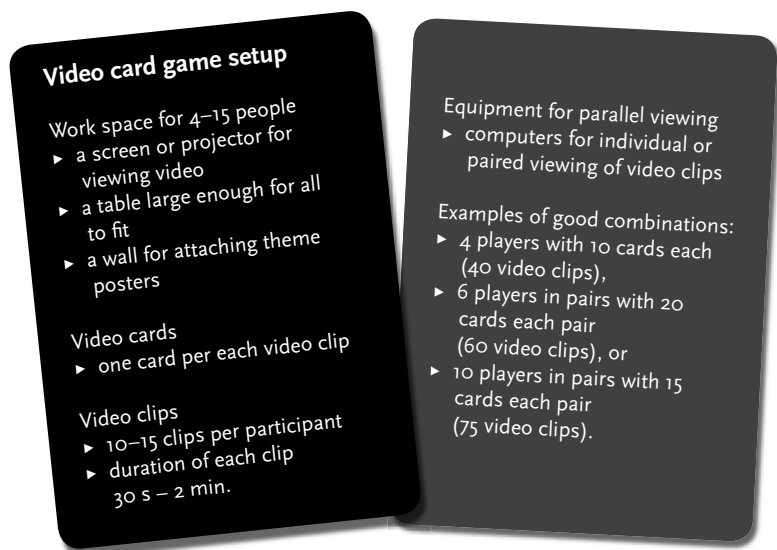 Video card game setup
Work space for 4–15 people
▸ a screen or projector for
viewing video
▸ a table large enough for all
to fit
▸ a wall for attaching theme
posters
Video cards
▸ one card per each video clip
Video clips
▸ 10–15 clips per participant
▸ duration of each clip
30 s – 2 min.
Equipment for parallel viewing
▸ computers for individual or
paired viewing of video clips
Examples of good combinations:
▸ 4 players with 10 cards each
(40 video clips),
▸ 6 players in pairs with 20
cards each pair
(60 video clips), or
▸ 10 players in pairs with 15
cards each pair
(75 video clips).